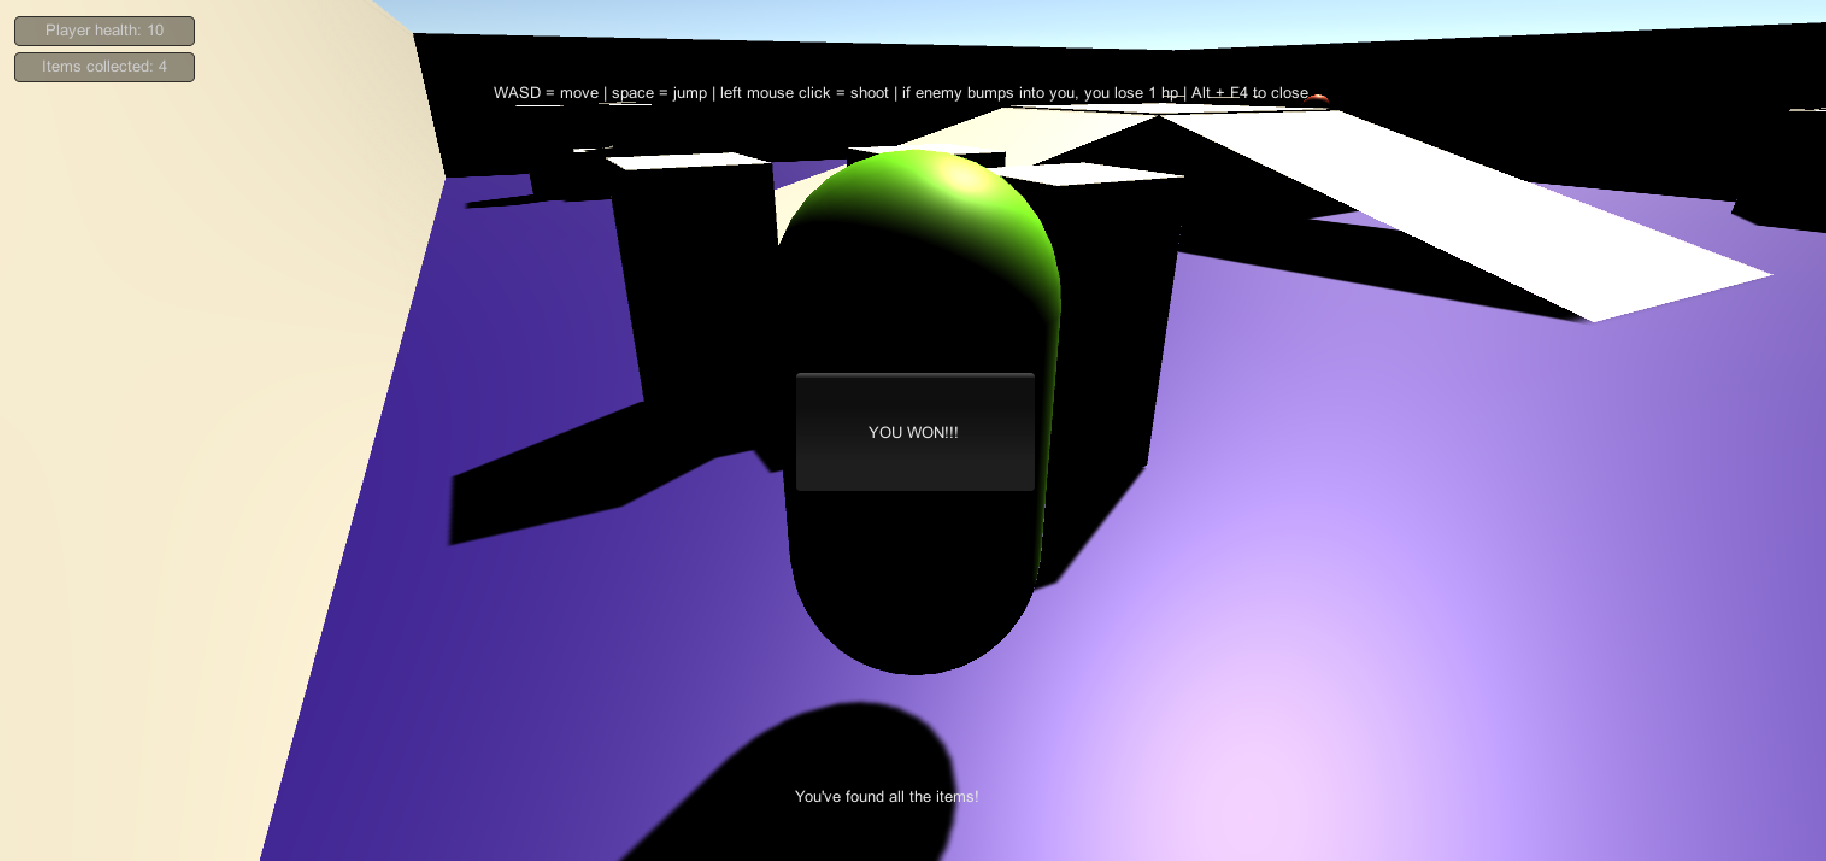 Player health: 10
Items collected: 4
WASD = move | space = jump | left mouse click = shoot | if enemy bumps into you, you lose 1 hp | Alt + F4 to close
YOU WON!!!
You've found all the items!